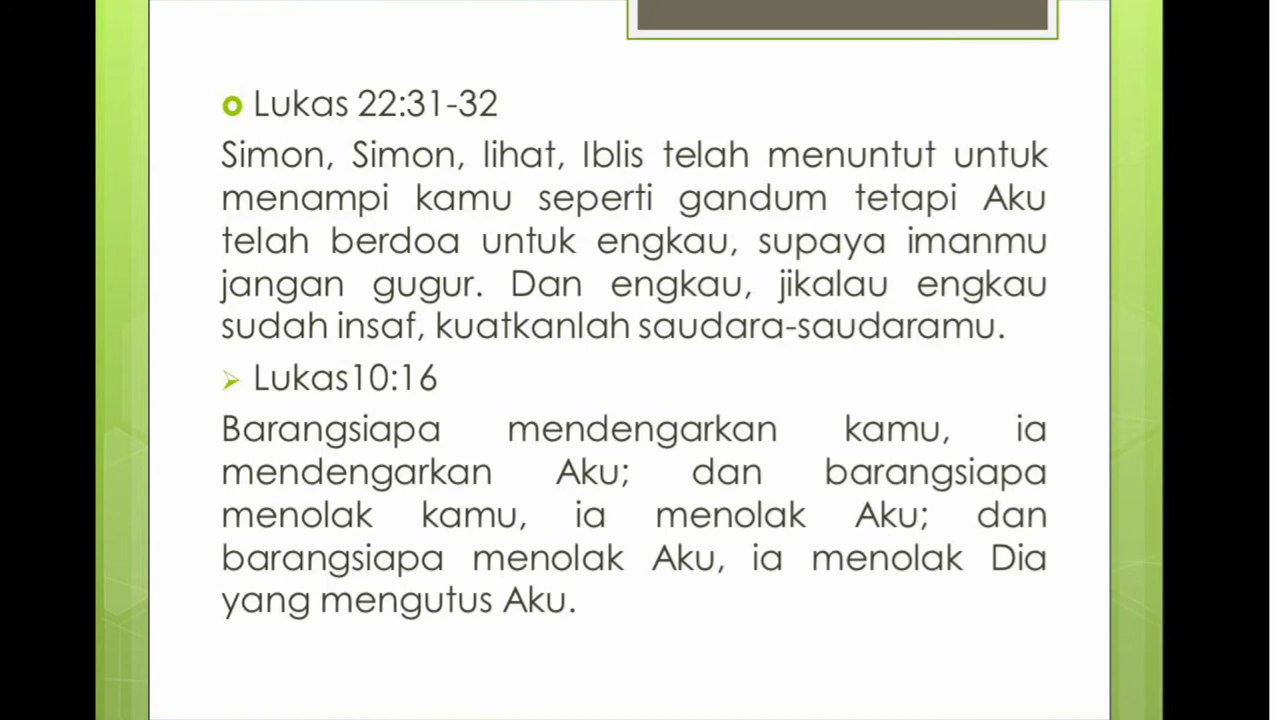 Lukas 22:31-32
Simon, Simon, lihat, Iblis telah menuntut untuk
menampi kamu seperti gandum tetapi Aku
telah berdoa untuk engkau, supaya imanmu
jangan gugur. Dan engkau, jikalau engkau
sudah insaf, kuatkanlah saudara-saudaramu.
Lukas10:16
Barangsiapa mendengarkan kamu, ia
mendengarkan Aku; dan barangsiapa
menolak kamu, ia menolak Aku; dan
barangsiapa menolak Aku, ia menolak Dia
yang mengutus Aku.